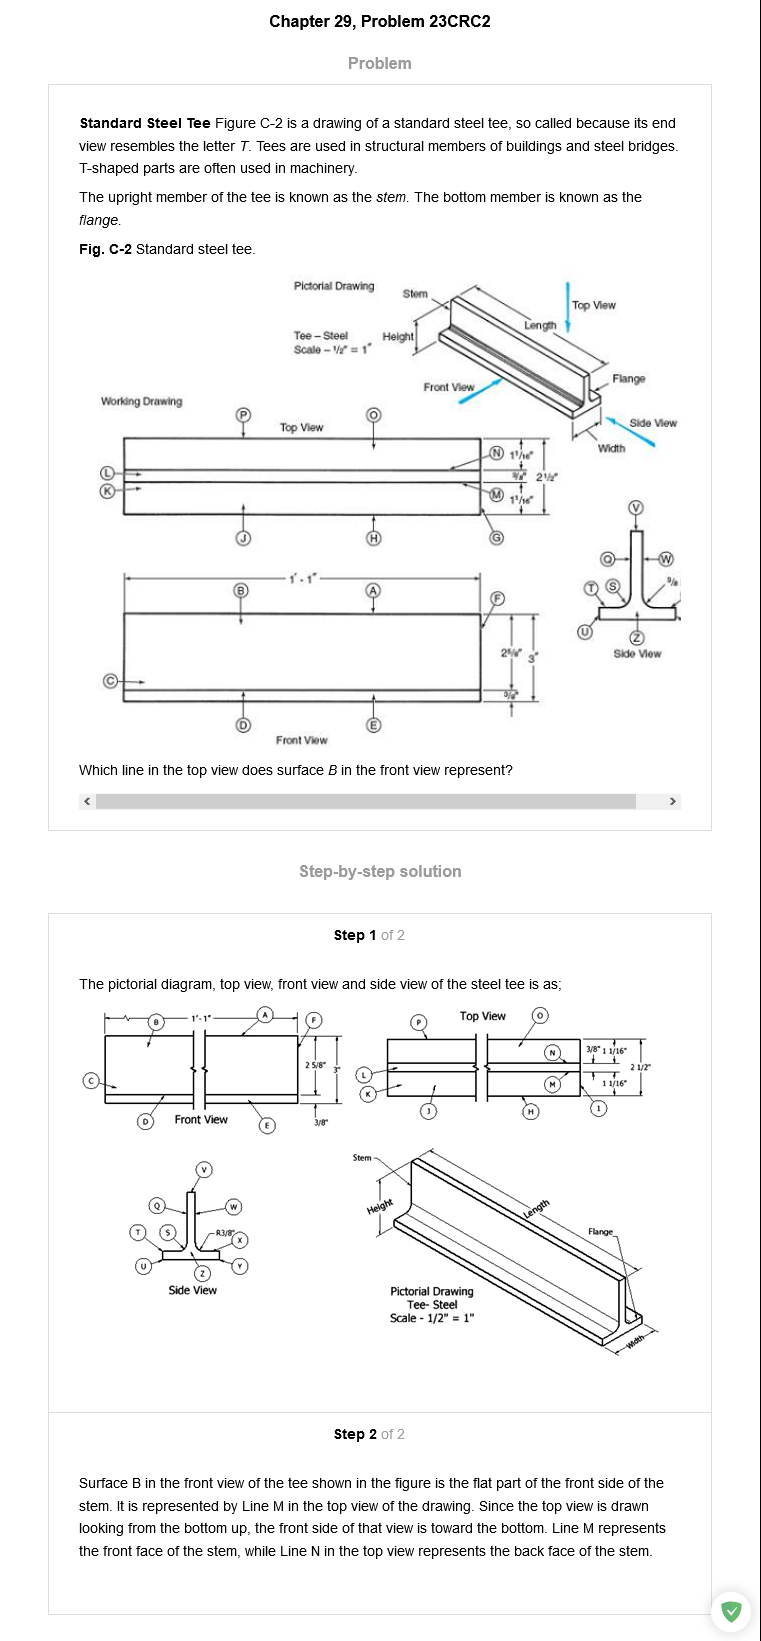 Chapter 29, Problem 23CRC2
Problem
Standard Steel Tee Figure C-2 is a drawing of a standard steel tee, so called because its end
view resembles the letter T. Tees are used in structural members of buildings and steel bridges.
T-shaped parts are often used in machinery.
The upright member of the tee is known as the stem. The bottom member is known as the
flange.
Fig. C-2 Standard steel tee.
Pictorial Drawing
Stem
Top View
Length
Tee – Steel
Height
Scale – 1/2" = 1"
Flange
Front View
Working Drawing
Side View
Width
P
O
Top View
N
1 1/16"
L
3/8"
2 1/2"
K
M
1 1/16"
J
H
G
V
Q
W
1' - 1"
T
S
3/8
B
A
F
U
Z
Side View
2 5/8"
3"
C
3/8"
D
E
Front View
Which line in the top view does surface B in the front view represent?
Step-by-step solution
Step 1 of 2
The pictorial diagram, top view, front view and side view of the steel tee is as;
B
1'-1"
A
F
P
Top View
O
N
3/8"
1 1/16"
2 5/8"
3"
2 1/2"
L
C
M
1 1/16"
K
D
Front View
E
3/8"
J
H
I
Stem
V
Q
W
Height
Length
T
S
R3/8"
X
Flange
U
Z
Y
Side View
Pictorial Drawing
Tee- Steel
Scale - 1/2" = 1"
Width
Step 2 of 2
Surface B in the front view of the tee shown in the figure is the flat part of the front side of the
stem. It is represented by Line M in the top view of the drawing. Since the top view is drawn
looking from the bottom up, the front side of that view is toward the bottom. Line M represents
the front face of the stem, while Line N in the top view represents the back face of the stem.